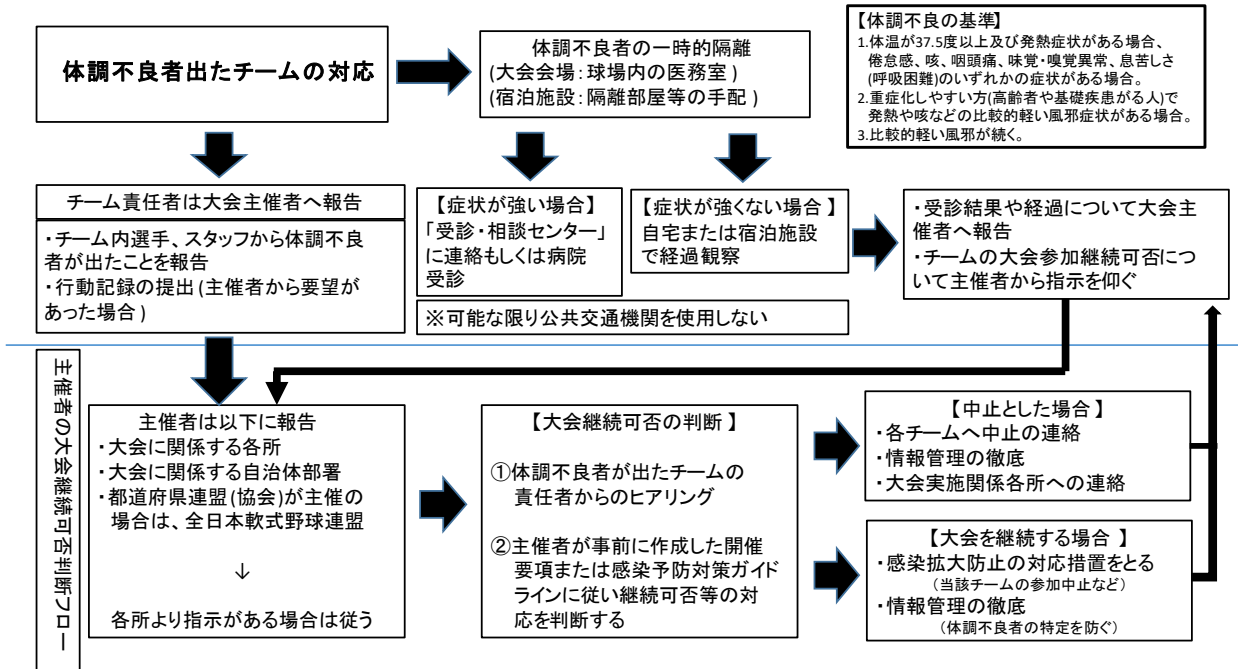 体調不良者出たチームの対応
体調不良者の一時的隔離
(大会会場：球場内の医務室)
(宿泊施設：隔離部屋等の手配)
【体調不良の基準】
1.体温が37.5度以上及び発熱症状がある場合、
倦怠感、咳、咽頭痛、味覚・嗅覚異常、息苦しさ
(呼吸困難)のいずれかの症状がある場合。
2.重症化しやすい方(高齢者や基礎疾患がる人)で
発熱や咳などの比較的軽い風邪症状がある場合。
3.比較的軽い風邪が続く。
チーム責任者は大会主催者へ報告
・チーム内選手、スタッフから体調不良
者が出たことを報告
・行動記録の提出(主催者から要望が
あった場合)
【症状が強い場合】
「受診・相談センター」
に連絡もしくは病院
受診
【症状が強くない場合】
自宅または宿泊施設
で経過観察
※可能な限り公共交通機関を使用しない
・受診結果や経過について大会主
催者へ報告
・チームの大会参加継続可否につ
いて主催者から指示を仰ぐ
主催者の大会継続可否判断フロー
主催者は以下に報告
・大会に関係する各所
・大会に関係する自治体部署
・都道府県連盟(協会)が主催の
場合は、全日本軟式野球連盟
↓
各所より指示がある場合は従う
【大会継続可否の判断】
①体調不良者が出たチームの
責任者からのヒアリング
②主催者が事前に作成した開催
要項または感染予防対策ガイド
ラインに従い継続可否等の対
応を判断する
【中止とした場合】
・各チームへ中止の連絡
・情報管理の徹底
・大会実施関係各所への連絡
【大会を継続する場合】
・感染拡大防止の対応措置をとる
(当該チームの参加中止など)
・情報管理の徹底
(体調不良者の特定を防ぐ)